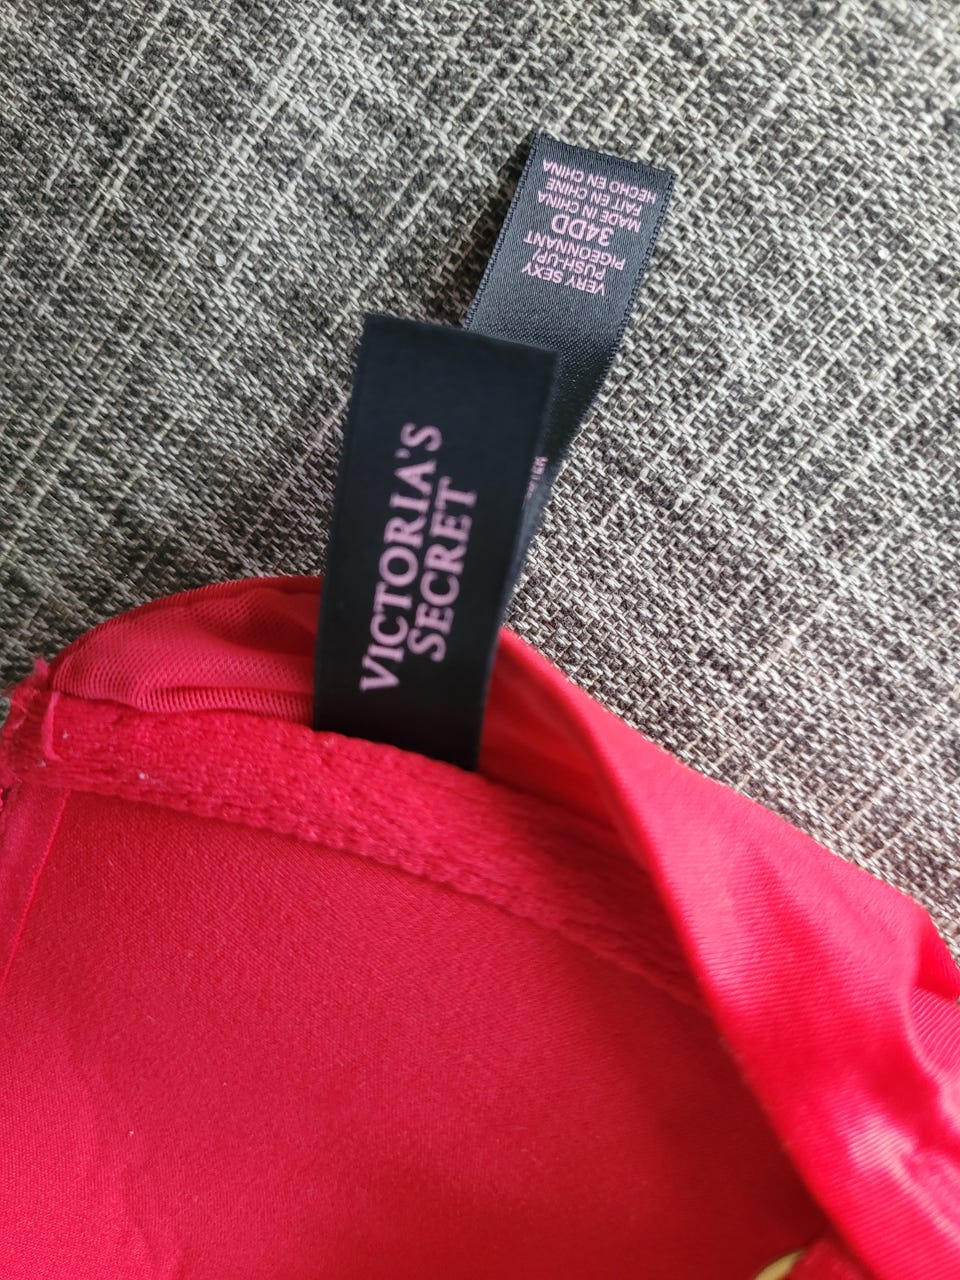 VICTORIA'S
SECRET
VERY SEXY
PUSH-UP/
PIGEONNANT
34DD
MADE IN CHINA
FAIT EN CHINE
HECHO EN CHINA